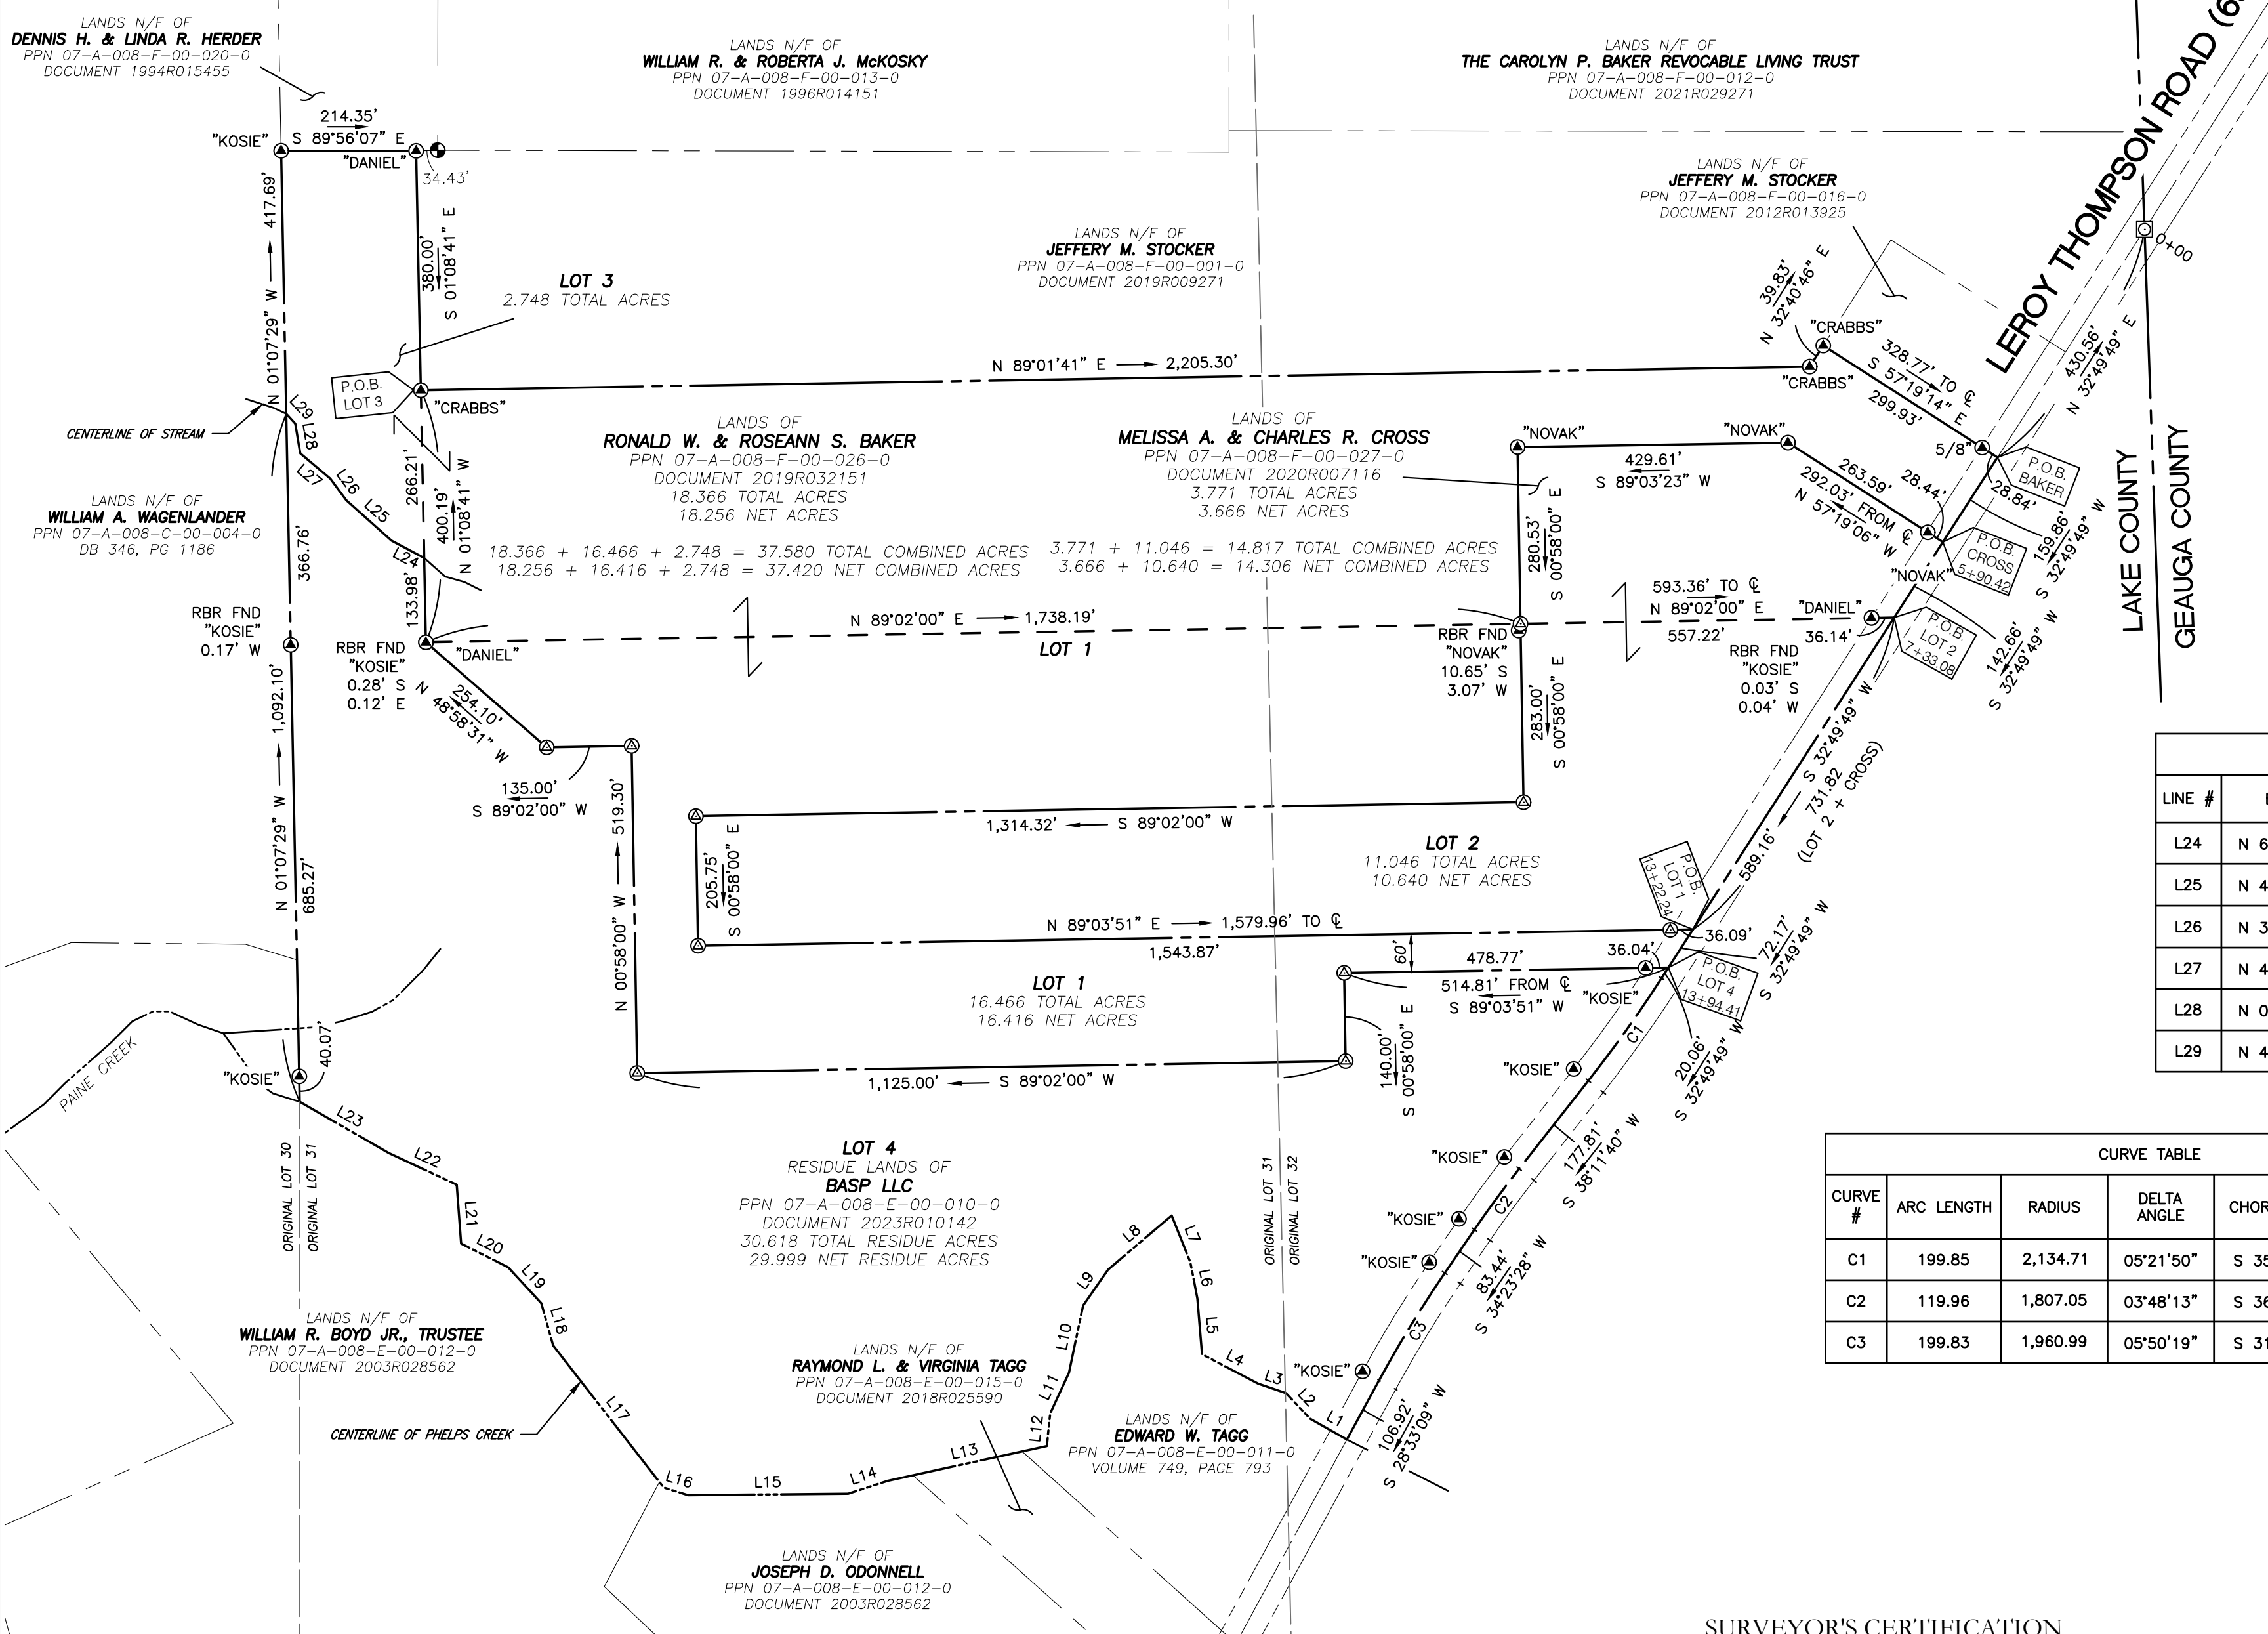 LANDS N/F OF
DENNIS H. & LINDA R. HERDER
PPN 07-A-008-F-00-020-0
DOCUMENT 1994R015455
LANDS N/F OF
WILLIAM R. & ROBERTA J. McKOSKY
PPN 07-A-008-F-00-013-0
DOCUMENT 1996R014151
LANDS N/F OF
THE CAROLYN P. BAKER REVOCABLE LIVING TRUST
PPN 07-A-008-F-00-012-0
DOCUMENT 2021R029271
LEROY THOMPSON ROAD (6
214.35'
S 89°56'07" E
"KOSIE"
"DANIEL"
34.43'
N 01°07'29" W 417.69'
380.00'
S 01°08'41" E
LOT 3
2.748 TOTAL ACRES
LANDS N/F OF
JEFFERY M. STOCKER
PPN 07-A-008-F-00-001-0
DOCUMENT 2019R009271
LANDS N/F OF
JEFFERY M. STOCKER
PPN 07-A-008-F-00-016-0
DOCUMENT 2012R013925
0+00
39.83'
N 32°40'46" E
"CRABBS"
"CRABBS"
328.77' TO ℄
S 57°19'14" E
299.93'
430.56'
N 32°49'49" E
N 89°01'41" E 2,205.30'
P.O.B.
LOT 3
"CRABBS"
CENTERLINE OF STREAM
L29
L28
L27
L26
L25
L24
266.21'
400.19'
N 01°08'41" W
133.98'
LANDS OF
RONALD W. & ROSEANN S. BAKER
PPN 07-A-008-F-00-026-0
DOCUMENT 2019R032151
18.366 TOTAL ACRES
18.256 NET ACRES
18.366 + 16.466 + 2.748 = 37.580 TOTAL COMBINED ACRES
18.256 + 16.416 + 2.748 = 37.420 NET COMBINED ACRES
LANDS OF
MELISSA A. & CHARLES R. CROSS
PPN 07-A-008-F-00-027-0
DOCUMENT 2020R007116
3.771 TOTAL ACRES
3.666 NET ACRES
3.771 + 11.046 = 14.817 TOTAL COMBINED ACRES
3.666 + 10.640 = 14.306 NET COMBINED ACRES
"NOVAK"
"NOVAK"
429.61'
S 89°03'23" W
280.53'
S 00°58'00" E
263.59'
292.03' FROM ℄
N 57°19'06" W
28.44'
5/8"
28.84'
P.O.B.
BAKER
159.86'
S 32°49'49" W
P.O.B.
CROSS
5+90.42
"NOVAK"
LAKE COUNTY
GEAUGA COUNTY
LANDS N/F OF
WILLIAM A. WAGENLANDER
PPN 07-A-008-C-00-004-0
DB 346, PG 1186
366.76'
RBR FND
"KOSIE"
0.17' W
RBR FND
"KOSIE"
0.28' S
0.12' E
"DANIEL"
N 89°02'00" E 1,738.19'
LOT 1
593.36' TO ℄
N 89°02'00" E
557.22'
"DANIEL"
36.14'
P.O.B.
LOT 2
7+33.08
142.66'
S 32°49'49" W
RBR FND
"NOVAK"
10.65' S
3.07' W
RBR FND
"KOSIE"
0.03' S
0.04' W
283.00'
S 00°58'00" E
254.10'
N 48°58'31" W
135.00'
S 89°02'00" W
N 01°07'29" W 1,092.10'
685.27'
N 00°58'00" W 519.30'
1,314.32' S 89°02'00" W
205.75'
S 00°58'00" E
S 32°49'49" W 731.82
(LOT 2 + CROSS)
589.16'
LOT 2
11.046 TOTAL ACRES
10.640 NET ACRES
P.O.B.
LOT 1
13+22.24
N 89°03'51" E 1,579.96' TO ℄
1,543.87'
36.09'
60'
72.17'
S 32°49'49" W
36.04'
478.77'
514.81' FROM ℄
S 89°03'51" W
"KOSIE"
P.O.B.
LOT 4
13+94.41
LOT 1
16.466 TOTAL ACRES
16.416 NET ACRES
140.00'
S 00°58'00" E
1,125.00' S 89°02'00" W
20.06'
S 32°49'49" W
C1
"KOSIE"
"KOSIE"
"KOSIE"
"KOSIE"
"KOSIE"
177.81'
S 38°11'40" W
C2
83.44'
S 34°23'28" W
C3
106.92'
S 28°33'09" W
PAINE CREEK
"KOSIE"
40.07'
L23
L22
L21
L20
L19
L18
L17
L16
L15
L14
L13
L12
L11
L10
L9
L8
L7
L6
L5
L4
L3
L2
L1
ORIGINAL LOT 30
ORIGINAL LOT 31
ORIGINAL LOT 31
ORIGINAL LOT 32
LOT 4
RESIDUE LANDS OF
BASP LLC
PPN 07-A-008-E-00-010-0
DOCUMENT 2023R010142
30.618 TOTAL RESIDUE ACRES
29.999 NET RESIDUE ACRES
LANDS N/F OF
WILLIAM R. BOYD JR., TRUSTEE
PPN 07-A-008-E-00-012-0
DOCUMENT 2003R028562
CENTERLINE OF PHELPS CREEK
LANDS N/F OF
RAYMOND L. & VIRGINIA TAGG
PPN 07-A-008-E-00-015-0
DOCUMENT 2018R025590
LANDS N/F OF
EDWARD W. TAGG
PPN 07-A-008-E-00-011-0
VOLUME 749, PAGE 793
LANDS N/F OF
JOSEPH D. ODONNELL
PPN 07-A-008-E-00-012-0
DOCUMENT 2003R028562
LINE #
L24 N 6
L25 N 4
L26 N 3
L27 N 4
L28 N 0
L29 N 4
CURVE TABLE
CURVE # ARC LENGTH RADIUS DELTA ANGLE CHOR
C1 199.85 2,134.71 05°21'50" S 35
C2 119.96 1,807.05 03°48'13" S 36
C3 199.83 1,960.99 05°50'19" S 31
SURVEYOR'S CERTIFICATION